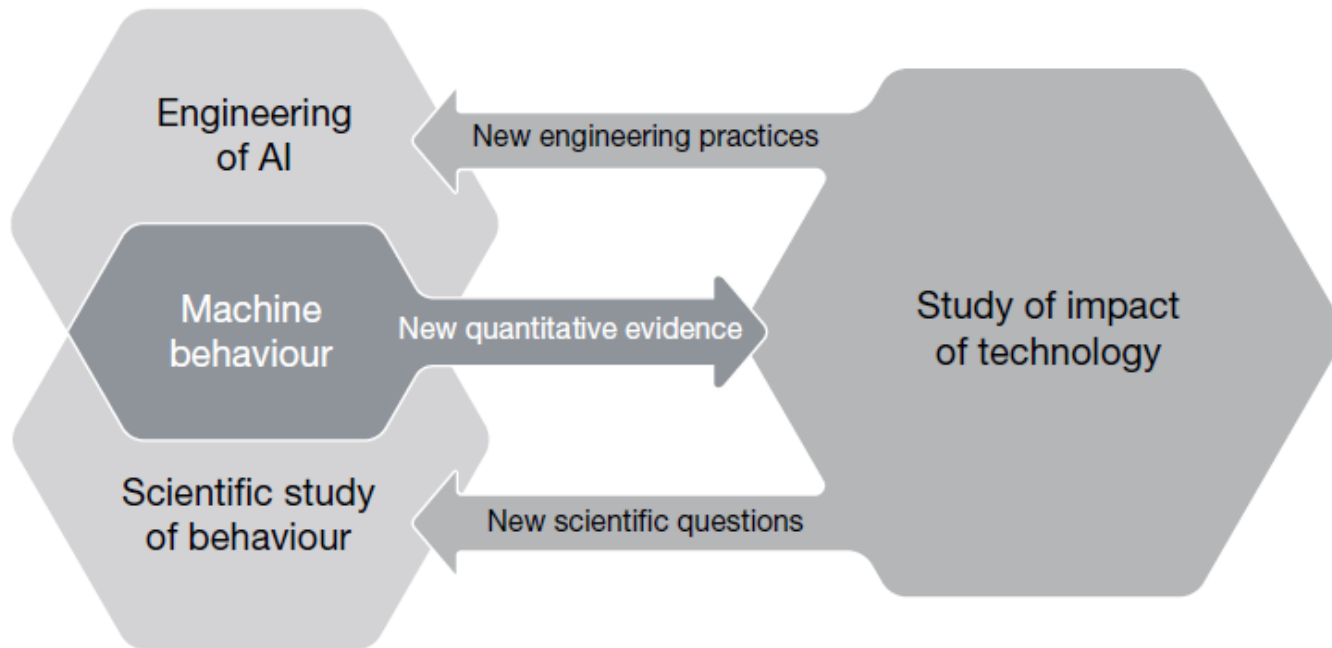 Engineering
of AI
New engineering practices
Machine
behaviour
New quantitative evidence
Study of impact
of technology
Scientific study
of behaviour
New scientific questions